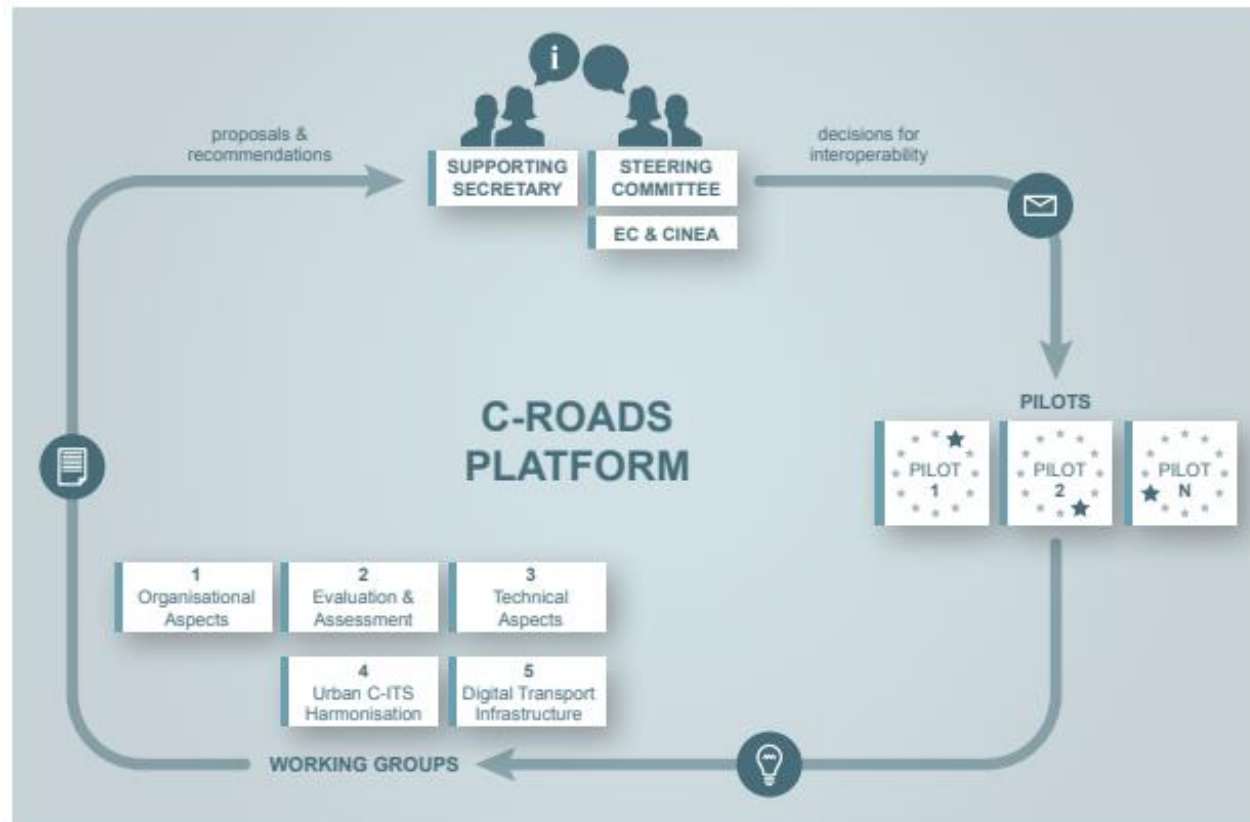 i
proposals &
recommendations
SUPPORTING
SECRETARY
STEERING
COMMITTEE
EC & CINEA
decisions for
interoperability
C-ROADS
PLATFORM
PILOTS
PILOT
1
PILOT
2
PILOT
N
1
Organisational
Aspects
2
Evaluation &
Assessment
3
Technical
Aspects
4
Urban C-ITS
Harmonisation
5
Digital Transport
Infrastructure
WORKING GROUPS